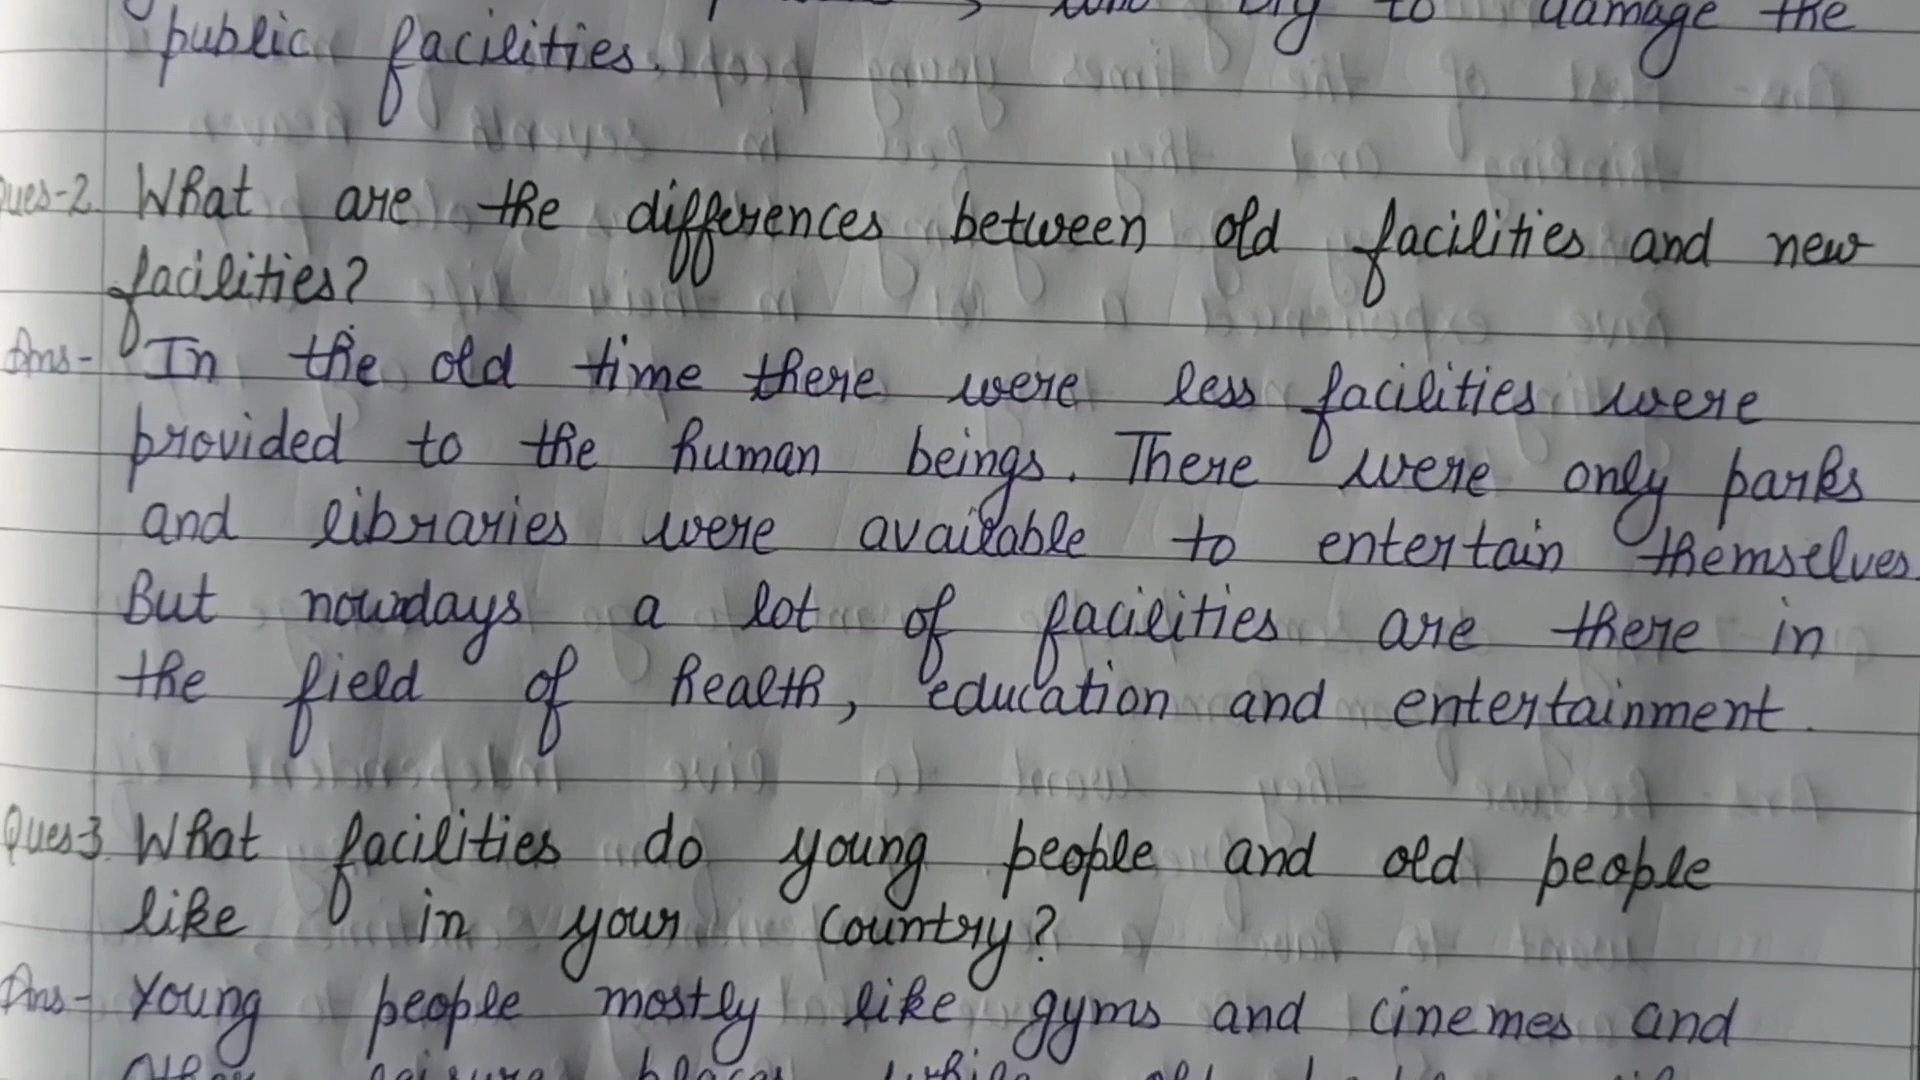 try to damage the
public facilities.
Ques-2. What are the differences between old facilities and new
facilities?
Ans- In the old time there were less facilities were
provided to the human beings. There were only parks
and libraries were available to entertain themselves.
But nowdays a lot of facilities are there in
the field of health, education and entertainment.
Ques3. What facilities do young people and old people
like in your country?
Ans- Young people mostly like gyms and cinemes and